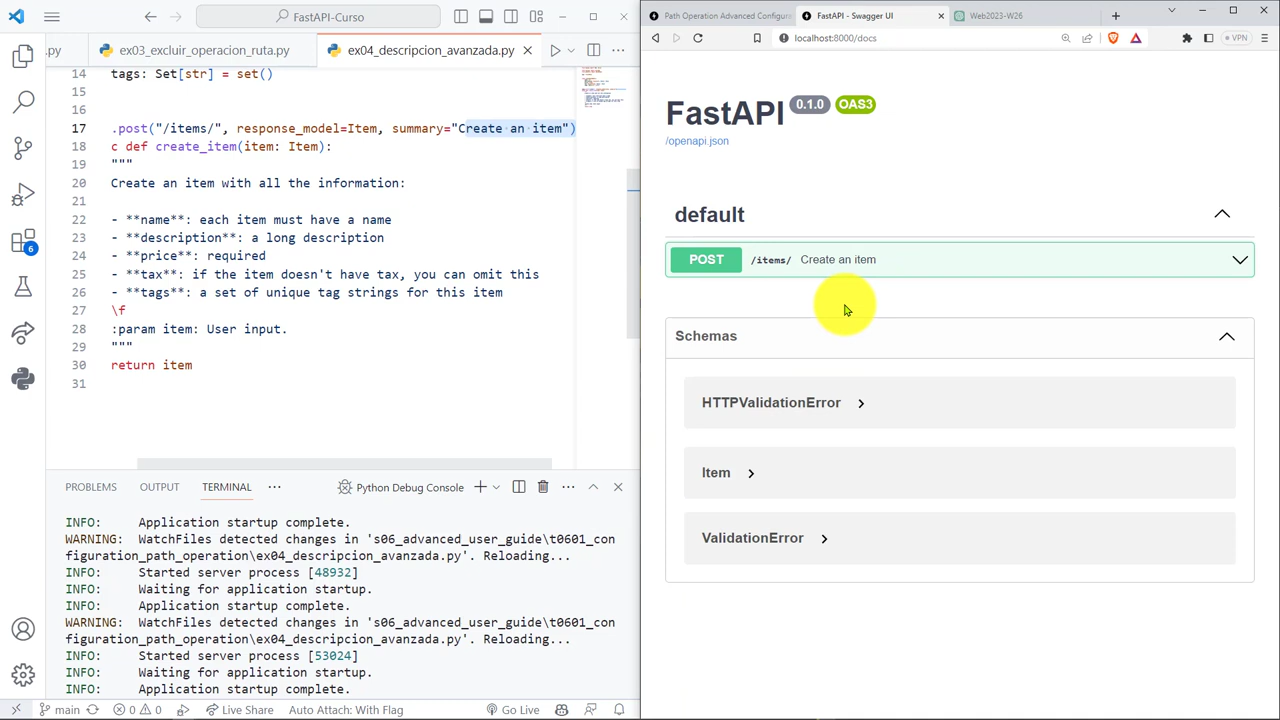 FastAPI-Curso
.py
ex03_excluir_operacion_ruta.py
ex04_descripcion_avanzada.py
14 tags: Set[str] = set()
15
16
17 .post("/items/", response_model=Item, summary="Create an item")
18 c def create_item(item: Item):
19 """
20 Create an item with all the information:
21
22 - **name**: each item must have a name
23 - **description**: a long description
24 - **price**: required
25 - **tax**: if the item doesn't have tax, you can omit this
26 - **tags**: a set of unique tag strings for this item
27 \f
28 :param item: User input.
29 """
30 return item
31
6
PROBLEMS OUTPUT TERMINAL ··· Python Debug Console
INFO: Application startup complete.
WARNING: WatchFiles detected changes in 's06_advanced_user_guide\t0601_con
figuration_path_operation\ex04_descripcion_avanzada.py'. Reloading...
INFO: Started server process [48932]
INFO: Waiting for application startup.
INFO: Application startup complete.
WARNING: WatchFiles detected changes in 's06_advanced_user_guide\t0601_con
figuration_path_operation\ex04_descripcion_avanzada.py'. Reloading...
INFO: Started server process [53024]
INFO: Waiting for application startup.
INFO: Application startup complete.
main 0 0 Live Share Auto Attach: With Flag Go Live
Path Operation Advanced Configur
FastAPI - Swagger UI
Web2023-W26
localhost:8000/docs
VPN
FastAPI 0.1.0 OAS3
/openapi.json
default
POST /items/ Create an item
Schemas
HTTPValidationError
Item
ValidationError